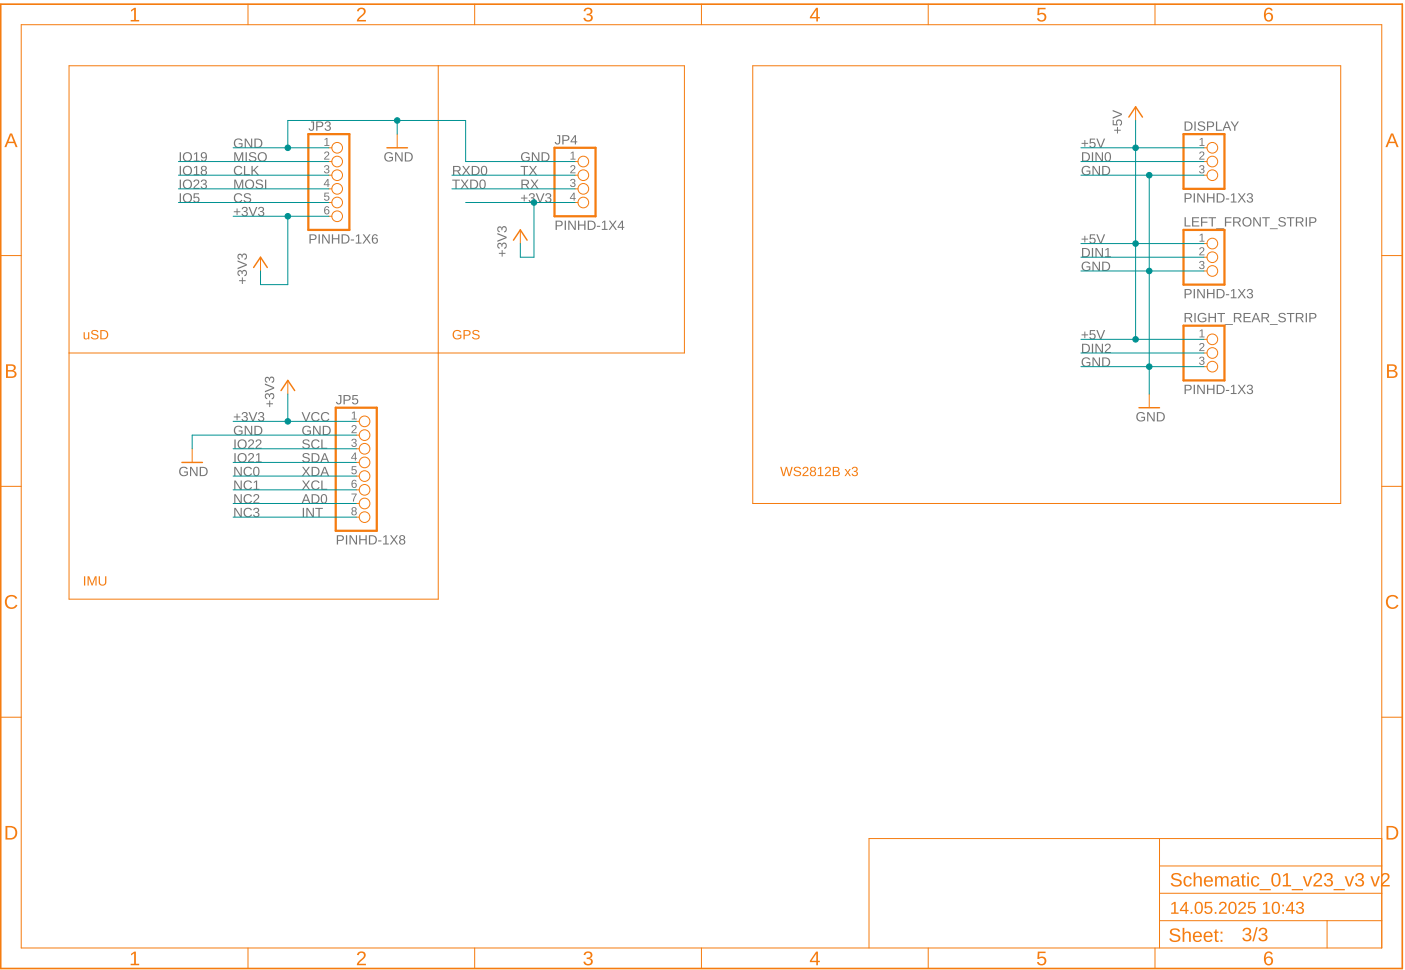 1 2 3 4 5 6
A A
B B
C C
D D
JP3
GND 1
IO19 MISO 2
IO18 CLK 3
IO23 MOSI 4
IO5 CS 5
+3V3 6
PINHD-1X6
+3V3
GND
uSD
JP4
GND 1
RXD0 TX 2
TXD0 RX 3
+3V3 4
PINHD-1X4
+3V3
GPS
+3V3
JP5
+3V3 VCC 1
GND GND 2
IO22 SCL 3
IO21 SDA 4
NC0 XDA 5
NC1 XCL 6
NC2 AD0 7
NC3 INT 8
PINHD-1X8
GND
IMU
+5V
DISPLAY
+5V 1
DIN0 2
GND 3
PINHD-1X3
LEFT_FRONT_STRIP
+5V 1
DIN1 2
GND 3
PINHD-1X3
RIGHT_REAR_STRIP
+5V 1
DIN2 2
GND 3
PINHD-1X3
GND
WS2812B x3
Schematic_01_v23_v3 v2
14.05.2025 10:43
Sheet: 3/3
1 2 3 4 5 6